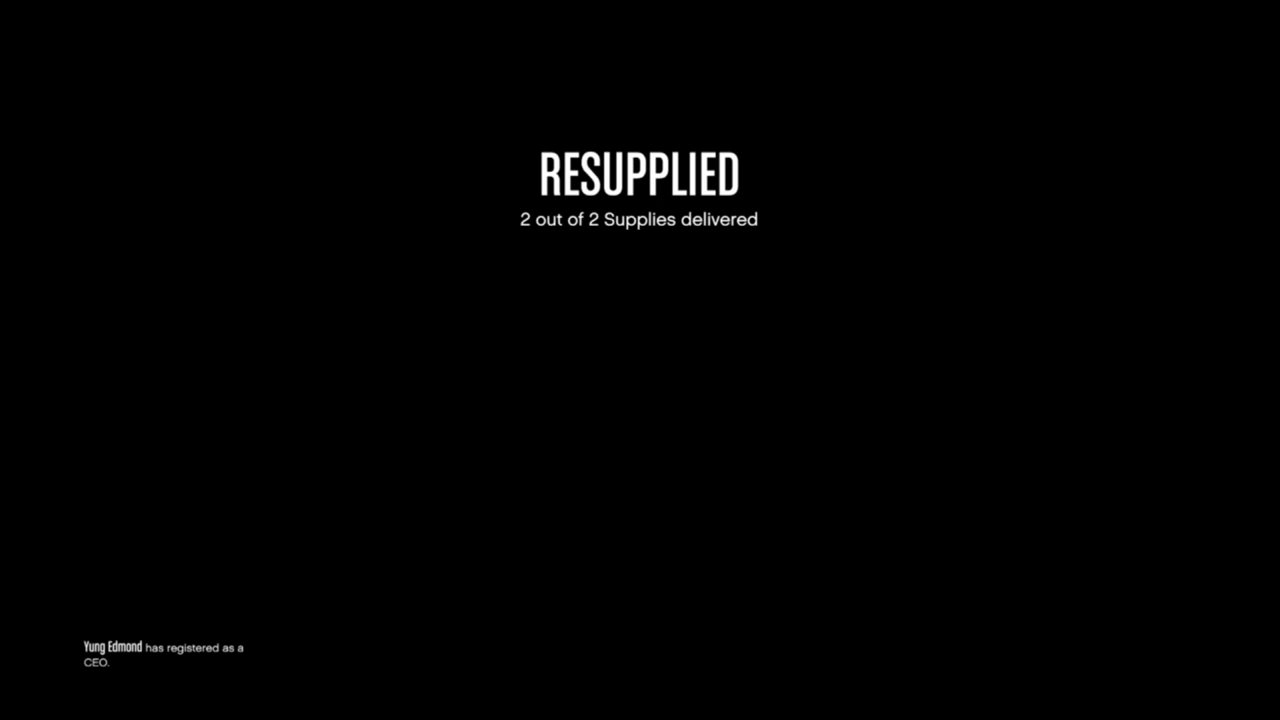 RESUPPLIED
2 out of 2 Supplies delivered
Yung Edmond has registered as a
CEO.